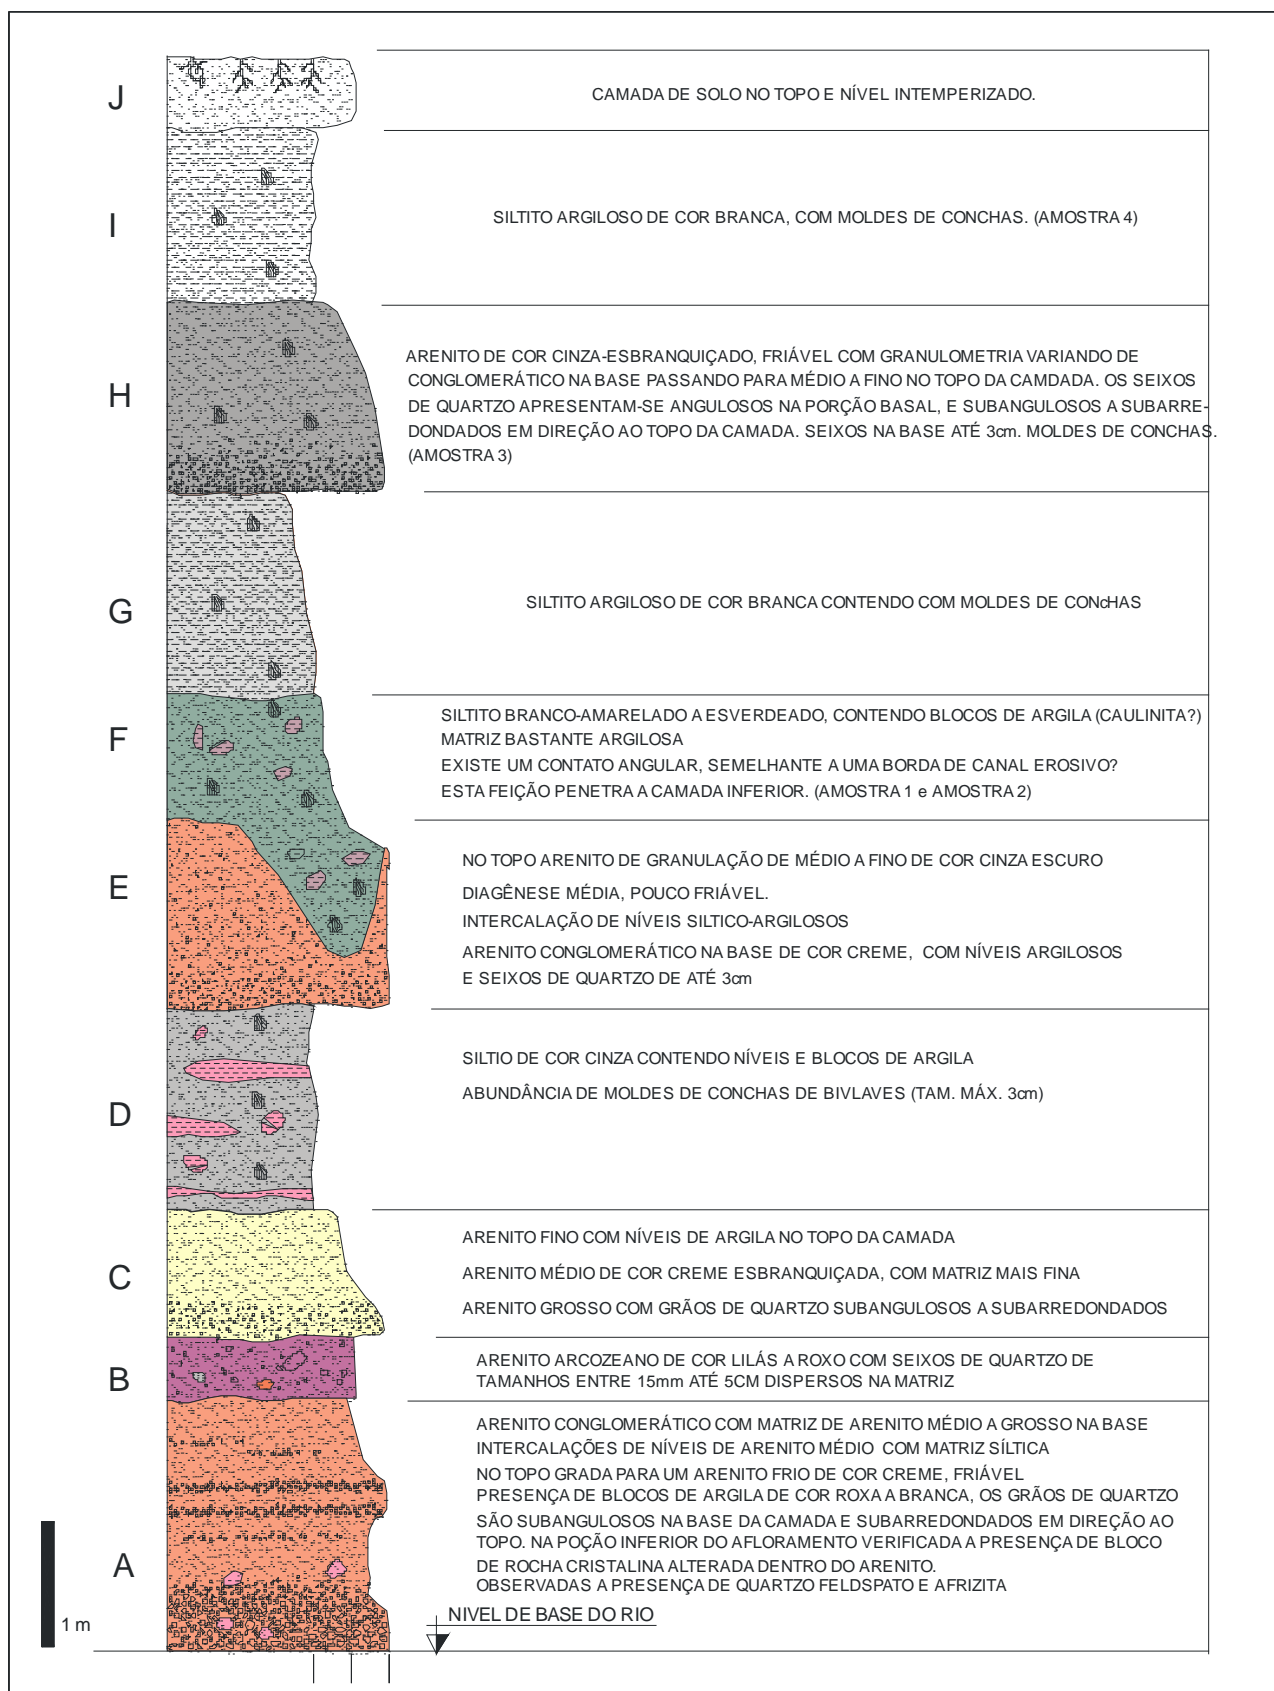 J
CAMADA DE SOLO NO TOPO E NÍVEL INTEMPERIZADO.
I
SILTITO ARGILOSO DE COR BRANCA, COM MOLDES DE CONCHAS. (AMOSTRA 4)
H
ARENITO DE COR CINZA-ESBRANQUIÇADO, FRIÁVEL COM GRANULOMETRIA VARIANDO DE
CONGLOMERÁTICO NA BASE PASSANDO PARA MÉDIO A FINO NO TOPO DA CAMDADA. OS SEIXOS
DE QUARTZO APRESENTAM-SE ANGULOSOS NA PORÇÃO BASAL, E SUBANGULOSOS A SUBARRE-
DONDADOS EM DIREÇÃO AO TOPO DA CAMADA. SEIXOS NA BASE ATÉ 3cm. MOLDES DE CONCHAS.
(AMOSTRA 3)
G
SILTITO ARGILOSO DE COR BRANCA CONTENDO COM MOLDES DE CONcHAS
F
SILTITO BRANCO-AMARELADO A ESVERDEADO, CONTENDO BLOCOS DE ARGILA (CAULINITA?)
MATRIZ BASTANTE ARGILOSA
EXISTE UM CONTATO ANGULAR, SEMELHANTE A UMA BORDA DE CANAL EROSIVO?
ESTA FEIÇÃO PENETRA A CAMADA INFERIOR. (AMOSTRA 1 e AMOSTRA 2)
E
NO TOPO ARENITO DE GRANULAÇÃO DE MÉDIO A FINO DE COR CINZA ESCURO
DIAGÊNESE MÉDIA, POUCO FRIÁVEL.
INTERCALAÇÃO DE NÍVEIS SILTICO-ARGILOSOS
ARENITO CONGLOMERÁTICO NA BASE DE COR CREME, COM NÍVEIS ARGILOSOS
E SEIXOS DE QUARTZO DE ATÉ 3cm
D
SILTIO DE COR CINZA CONTENDO NÍVEIS E BLOCOS DE ARGILA
ABUNDÂNCIA DE MOLDES DE CONCHAS DE BIVLAVES (TAM. MÁX. 3cm)
C
ARENITO FINO COM NÍVEIS DE ARGILA NO TOPO DA CAMADA
ARENITO MÉDIO DE COR CREME ESBRANQUIÇADA, COM MATRIZ MAIS FINA
ARENITO GROSSO COM GRÃOS DE QUARTZO SUBANGULOSOS A SUBARREDONDADOS
B
ARENITO ARCOZEANO DE COR LILÁS A ROXO COM SEIXOS DE QUARTZO DE
TAMANHOS ENTRE 15mm ATÉ 5CM DISPERSOS NA MATRIZ
A
ARENITO CONGLOMERÁTICO COM MATRIZ DE ARENITO MÉDIO A GROSSO NA BASE
INTERCALAÇÕES DE NÍVEIS DE ARENITO MÉDIO COM MATRIZ SÍLTICA
NO TOPO GRADA PARA UM ARENITO FRIO DE COR CREME, FRIÁVEL
PRESENÇA DE BLOCOS DE ARGILA DE COR ROXA A BRANCA, OS GRÃOS DE QUARTZO
SÃO SUBANGULOSOS NA BASE DA CAMADA E SUBARREDONDADOS EM DIREÇÃO AO
TOPO. NA POÇÃO INFERIOR DO AFLORAMENTO VERIFICADA A PRESENÇA DE BLOCO
DE ROCHA CRISTALINA ALTERADA DENTRO DO ARENITO.
OBSERVADAS A PRESENÇA DE QUARTZO FELDSPATO E AFRIZITA
NIVEL DE BASE DO RIO
1 m